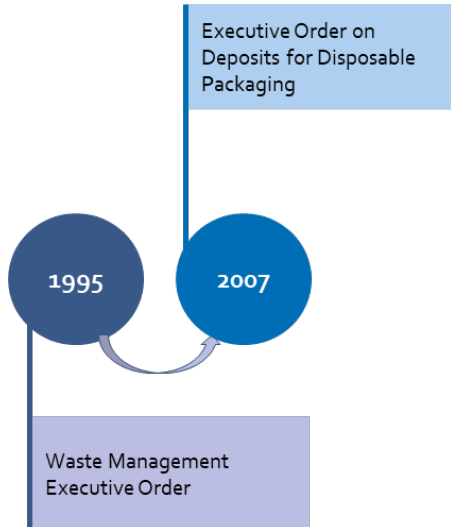 Executive Order on
Deposits for Disposable
Packaging
1995
2007
Waste Management
Executive Order